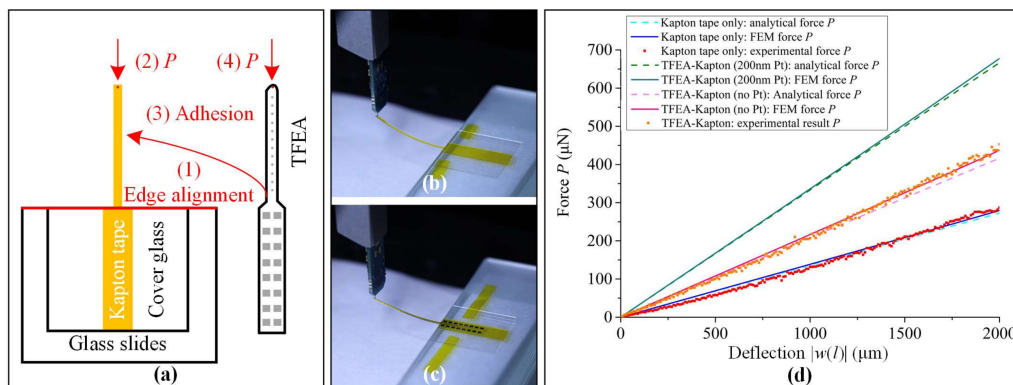 (2) P
(4) P
(3) Adhesion
(1)
Edge alignment
TFEA
Kapton tape
Cover glass
Glass slides
(a)
(b)
(c)
Kapton tape only: analytical force P
Kapton tape only: FEM force P
Kapton tape only: experimental force P
TFEA-Kapton (200nm Pt): analytical force P
TFEA-Kapton (200nm Pt): FEM force P
TFEA-Kapton (no Pt): Analytical force P
TFEA-Kapton (no Pt): FEM force P
TFEA-Kapton: experimental result P
Force P (μN)
700
600
500
400
300
200
100
0
0 500 1000 1500 2000
Deflection |w(l)| (μm)
(d)